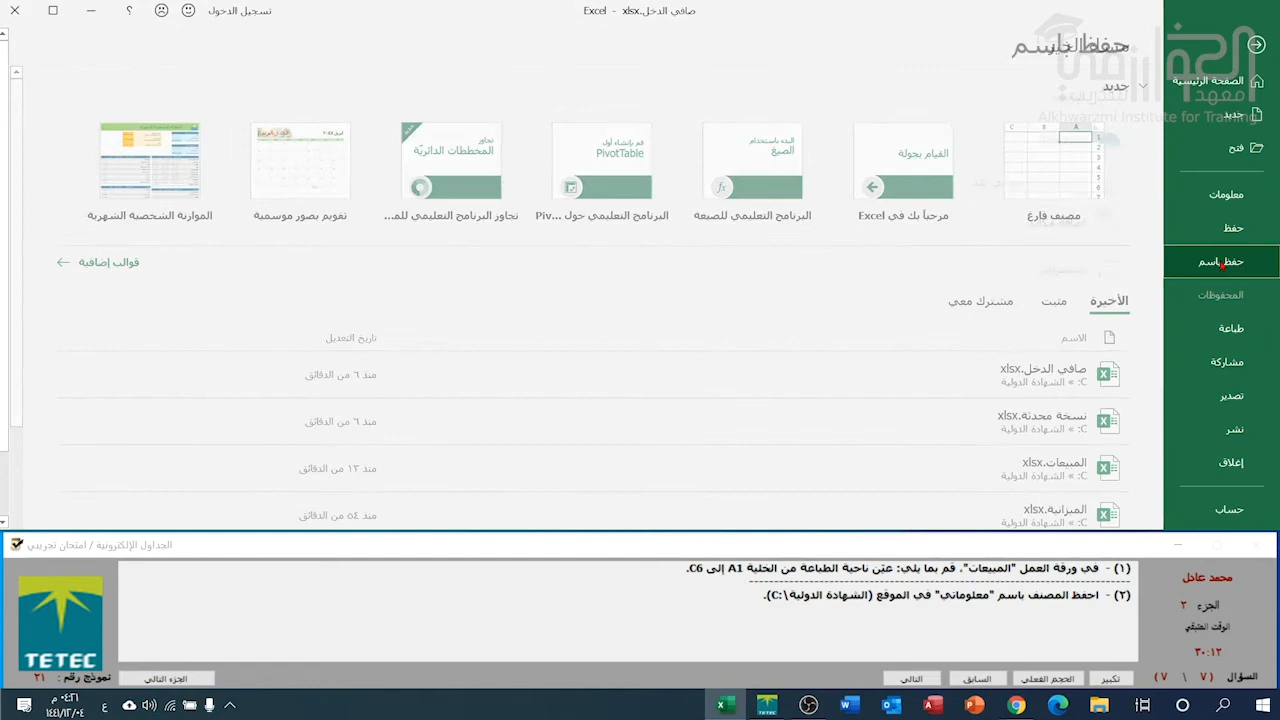 صافي الدخل.xlsx - Excel
تسجيل الدخول
حفظ باسم
الخوارزمي
معهد
للتدريب
Alkhwarzmi Institute for Training
الصفحة الرئيسية
جديد
فتح
معلومات
حفظ
حفظ باسم
المحفوظات
طباعة
مشاركة
تصدير
نشر
إغلاق
حساب
جديد
القيام بجولة
البدء باستخدام
الصيغ
قم بإنشاء أول
PivotTable
تجاوز
المخططات الدائرية
مصنف فارغ
مرحباً بك في Excel
البرنامج التعليمي للصيغة
البرنامج التعليمي حول Piv...
تجاوز البرنامج التعليمي للم...
تقويم بصور موسمية
الموازنة الشخصية الشهرية
قوالب إضافية
الأخيرة
مثبت
مشترك معي
الاسم
تاريخ التعديل
صافي الدخل.xlsx
C: » الشهادة الدولية
منذ ٦ من الدقائق
نسخة محدثة.xlsx
C: » الشهادة الدولية
منذ ٦ من الدقائق
المبيعات.xlsx
C: » الشهادة الدولية
منذ ١٣ من الدقائق
الميزانية.xlsx
C: » الشهادة الدولية
منذ ٥٤ من الدقائق
الجداول الإلكترونية / امتحان تجريبي
(١) - في ورقة العمل "المبيعات"، قم بما يلي: عيّن ناحية الطباعة من الخلية A1 إلى C6.
(٢) - احفظ المصنف باسم "معلوماتي" في الموقع (الشهادة الدولية\:C).
محمد عادل
الجزء ٢
الوقت المتبقي
٣٠:١٢
السؤال (٧ \ ٧)
تكبير
الحجم الفعلي
السابق
التالي
الجزء التالي
نموذج رقم : ٢١
TETEC